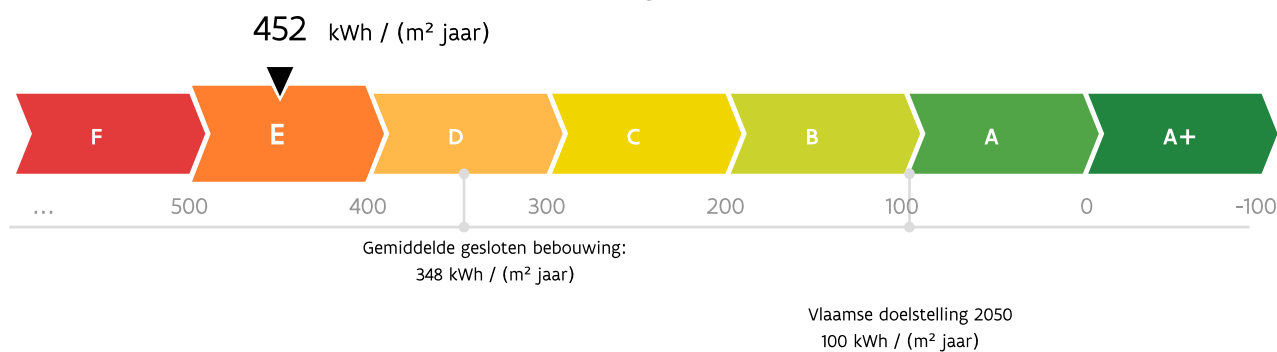 452 kWh / (m² jaar)
F E D C B A A+
... 500 400 300 200 100 0 -100
Gemiddelde gesloten bebouwing:
348 kWh / (m² jaar)
Vlaamse doelstelling 2050
100 kWh / (m² jaar)